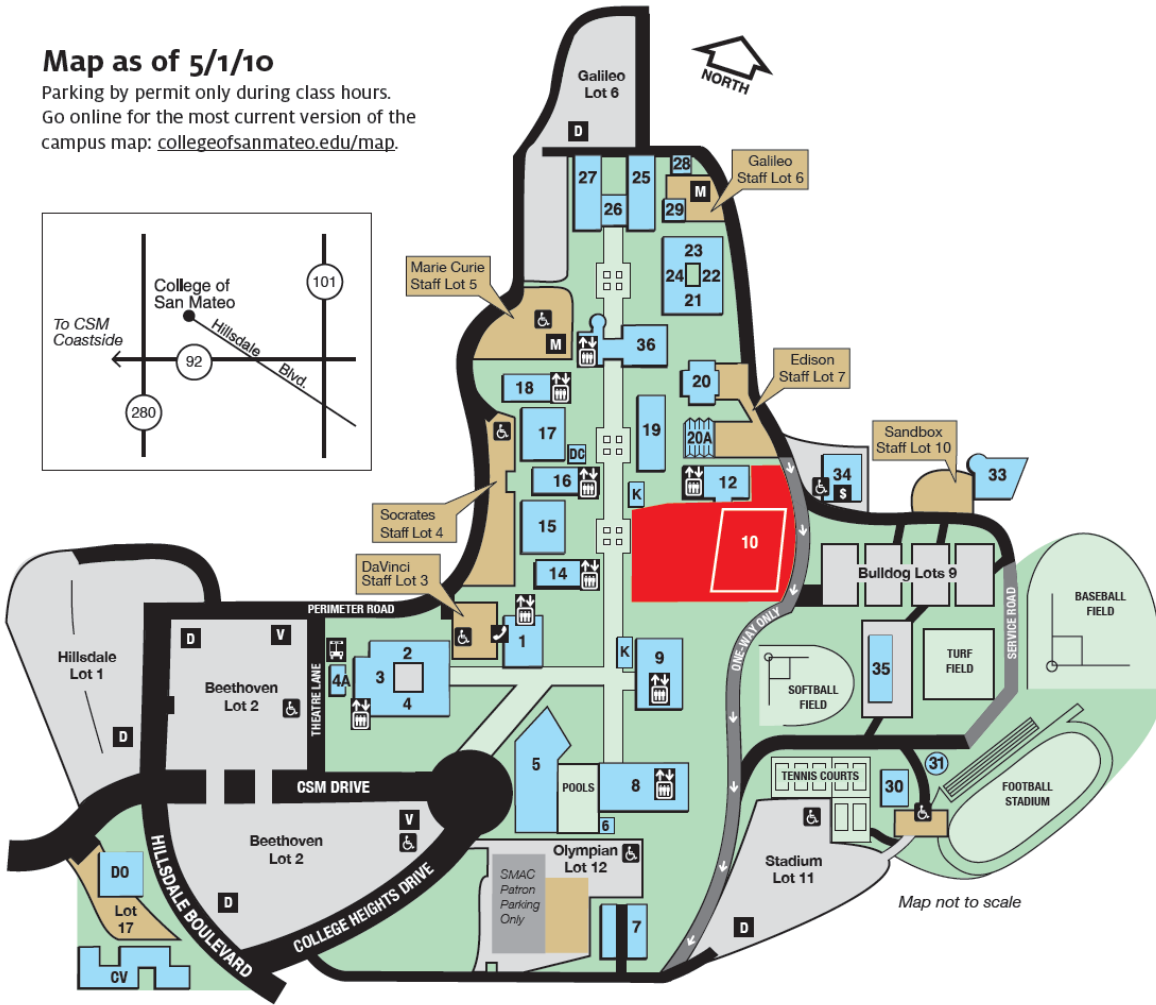 Map as of 5/1/10
Parking by permit only during class hours.
Go online for the most current version of the
campus map: collegeofsanmateo.edu/map.
NORTH
College of
San Mateo
To CSM
Coastside
Hillsdale
Blvd.
101
92
280
Galileo
Lot 6
D
27
25
26
28
M
29
Galileo
Staff Lot 6
23
24
22
21
Marie Curie
Staff Lot 5
M
36
18
17
DC
16
15
14
19
20
20A
Edison
Staff Lot 7
12
K
10
34
$
Sandbox
Staff Lot 10
33
Socrates
Staff Lot 4
DaVinci
Staff Lot 3
PERIMETER ROAD
1
2
3
4
4A
THEATRE LANE
Hillsdale
Lot 1
D
D
V
Beethoven
Lot 2
K
9
ONE-WAY ONLY
Bulldog Lots 9
SERVICE ROAD
BASEBALL
FIELD
35
TURF
FIELD
SOFTBALL
FIELD
CSM DRIVE
5
POOLS
8
6
TENNIS COURTS
30
31
FOOTBALL
STADIUM
Beethoven
Lot 2
V
D
HILLSDALE BOULEVARD
COLLEGE HEIGHTS DRIVE
DO
Lot
17
CV
Olympian
Lot 12
SMAC
Patron
Parking
Only
7
Stadium
Lot 11
D
Map not to scale